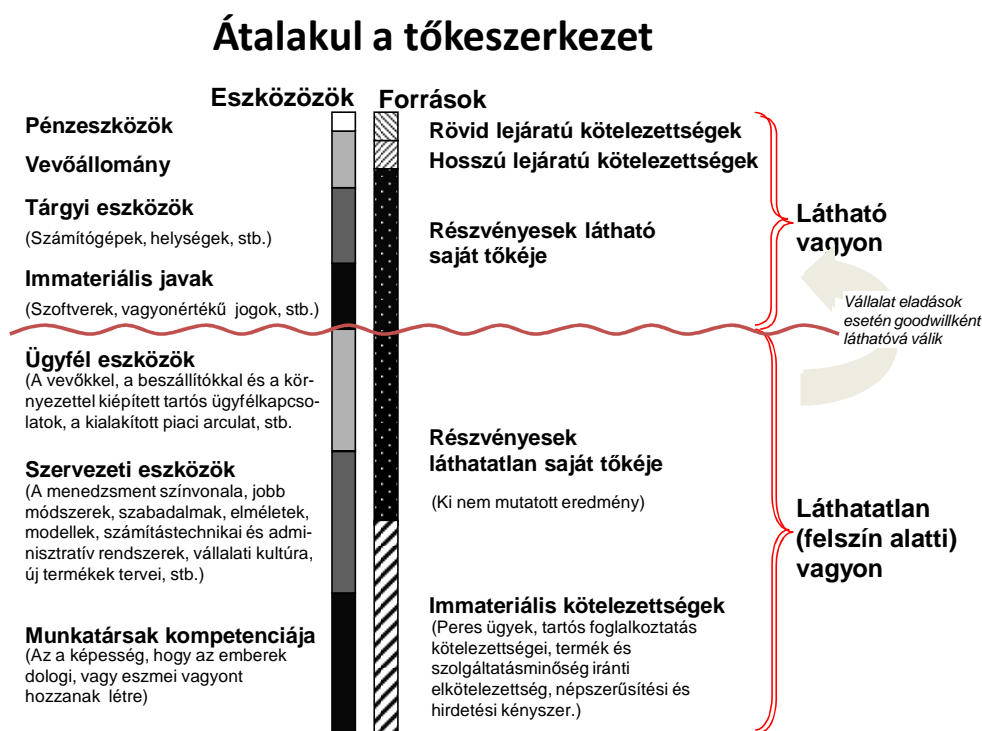 Átalakul a tőkeszerkezet
Eszközözök
Források
Pénzeszközök
Vevőállomány
Tárgyi eszközök
(Számítógépek, helységek, stb.)
Immateriális javak
(Szoftverek, vagyonértékű jogok, stb.)
Ügyfél eszközök
(A vevőkkel, a beszállítókkal és a kör-
nyezettel kiépített tartós ügyfélkapcso-
latok, a kialakított piaci arculat, stb.
Szervezeti eszközök
(A menedzsment színvonala, jobb
módszerek, szabadalmak, elméletek,
modellek, számítástechnikai és admi-
nisztratív rendszerek, vállalati kultúra,
új termékek tervei, stb.)
Munkatársak kompetenciája
(Az a képesség, hogy az emberek
dologi, vagy eszmei vagyont
hozzanak létre)
Rövid lejáratú kötelezettségek
Hosszú lejáratú kötelezettségek
Részvényesek látható
saját tőkéje
Részvényesek
láthatatlan saját tőkéje
(Ki nem mutatott eredmény)
Immateriális kötelezettségek
(Peres ügyek, tartós foglalkoztatás
kötelezettségei, termék és
szolgáltatásminőség iránti
elkötelezettség, népszerűsítési és
hirdetési kényszer.)
Látható
vagyon
Vállalat eladások
esetén goodwillként
láthatóvá válik
Láthatatlan
(felszín alatti)
vagyon